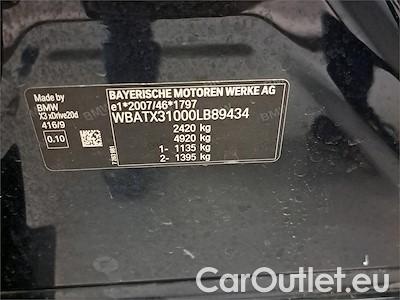 BAYERISCHE MOTOREN WERKE AG
e1*2007/46*1797
WBATX31000LB89434
2420 kg
4920 kg
1- 1135 kg
2- 1395 kg
Made by
BMW
X3 xDrive20d
416/9
0.10
CarOutlet.eu